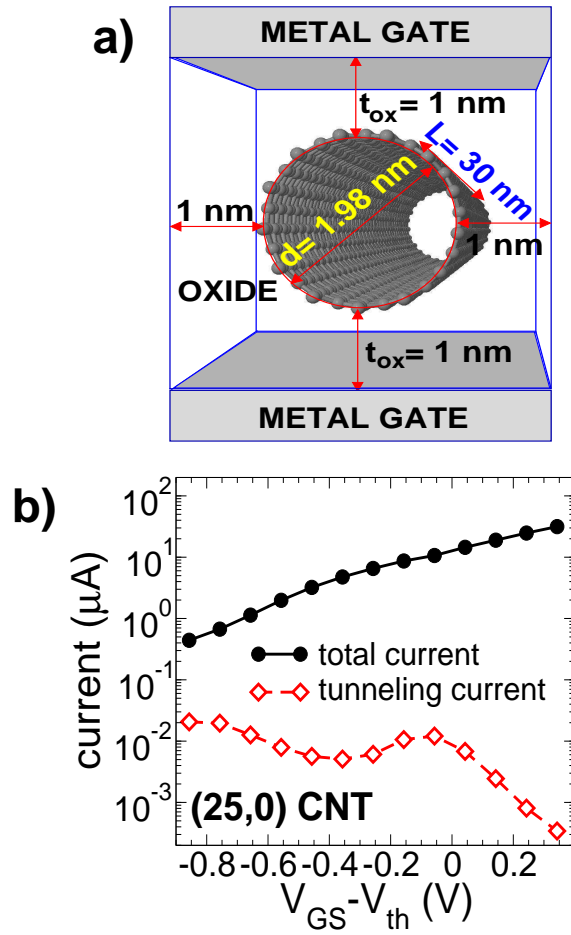 a)
METAL GATE
tox= 1 nm
L= 30 nm
1 nm
d= 1.98 nm
1 nm
OXIDE
tox= 1 nm
METAL GATE
b)
10^2
10^1
10^0
10^-1
10^-2
10^-3
current (μA)
total current
tunneling current
(25,0) CNT
-0.8 -0.6 -0.4 -0.2 0 0.2
VGS-Vth (V)